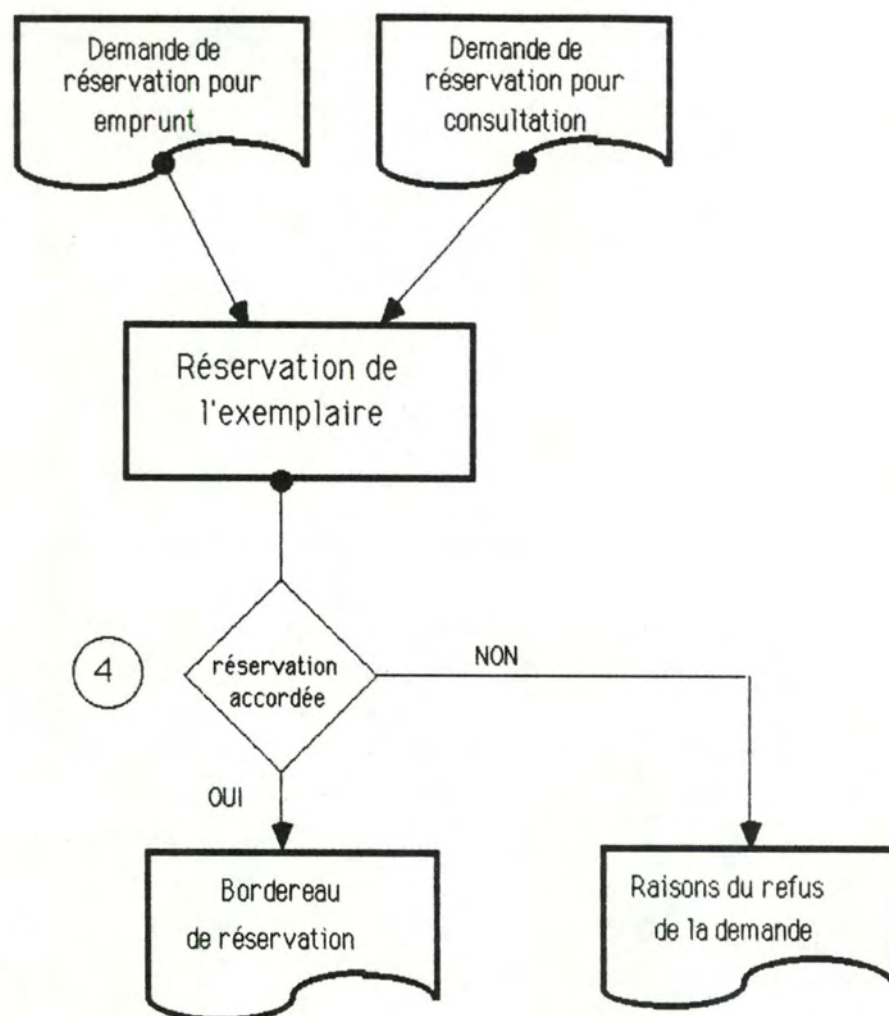 Demande de
réservation pour
emprunt
Demande de
réservation pour
consultation
Réservation de
l'exemplaire
4
réservation
accordée
NON
OUI
Bordereau
de réservation
Raisons du refus
de la demande